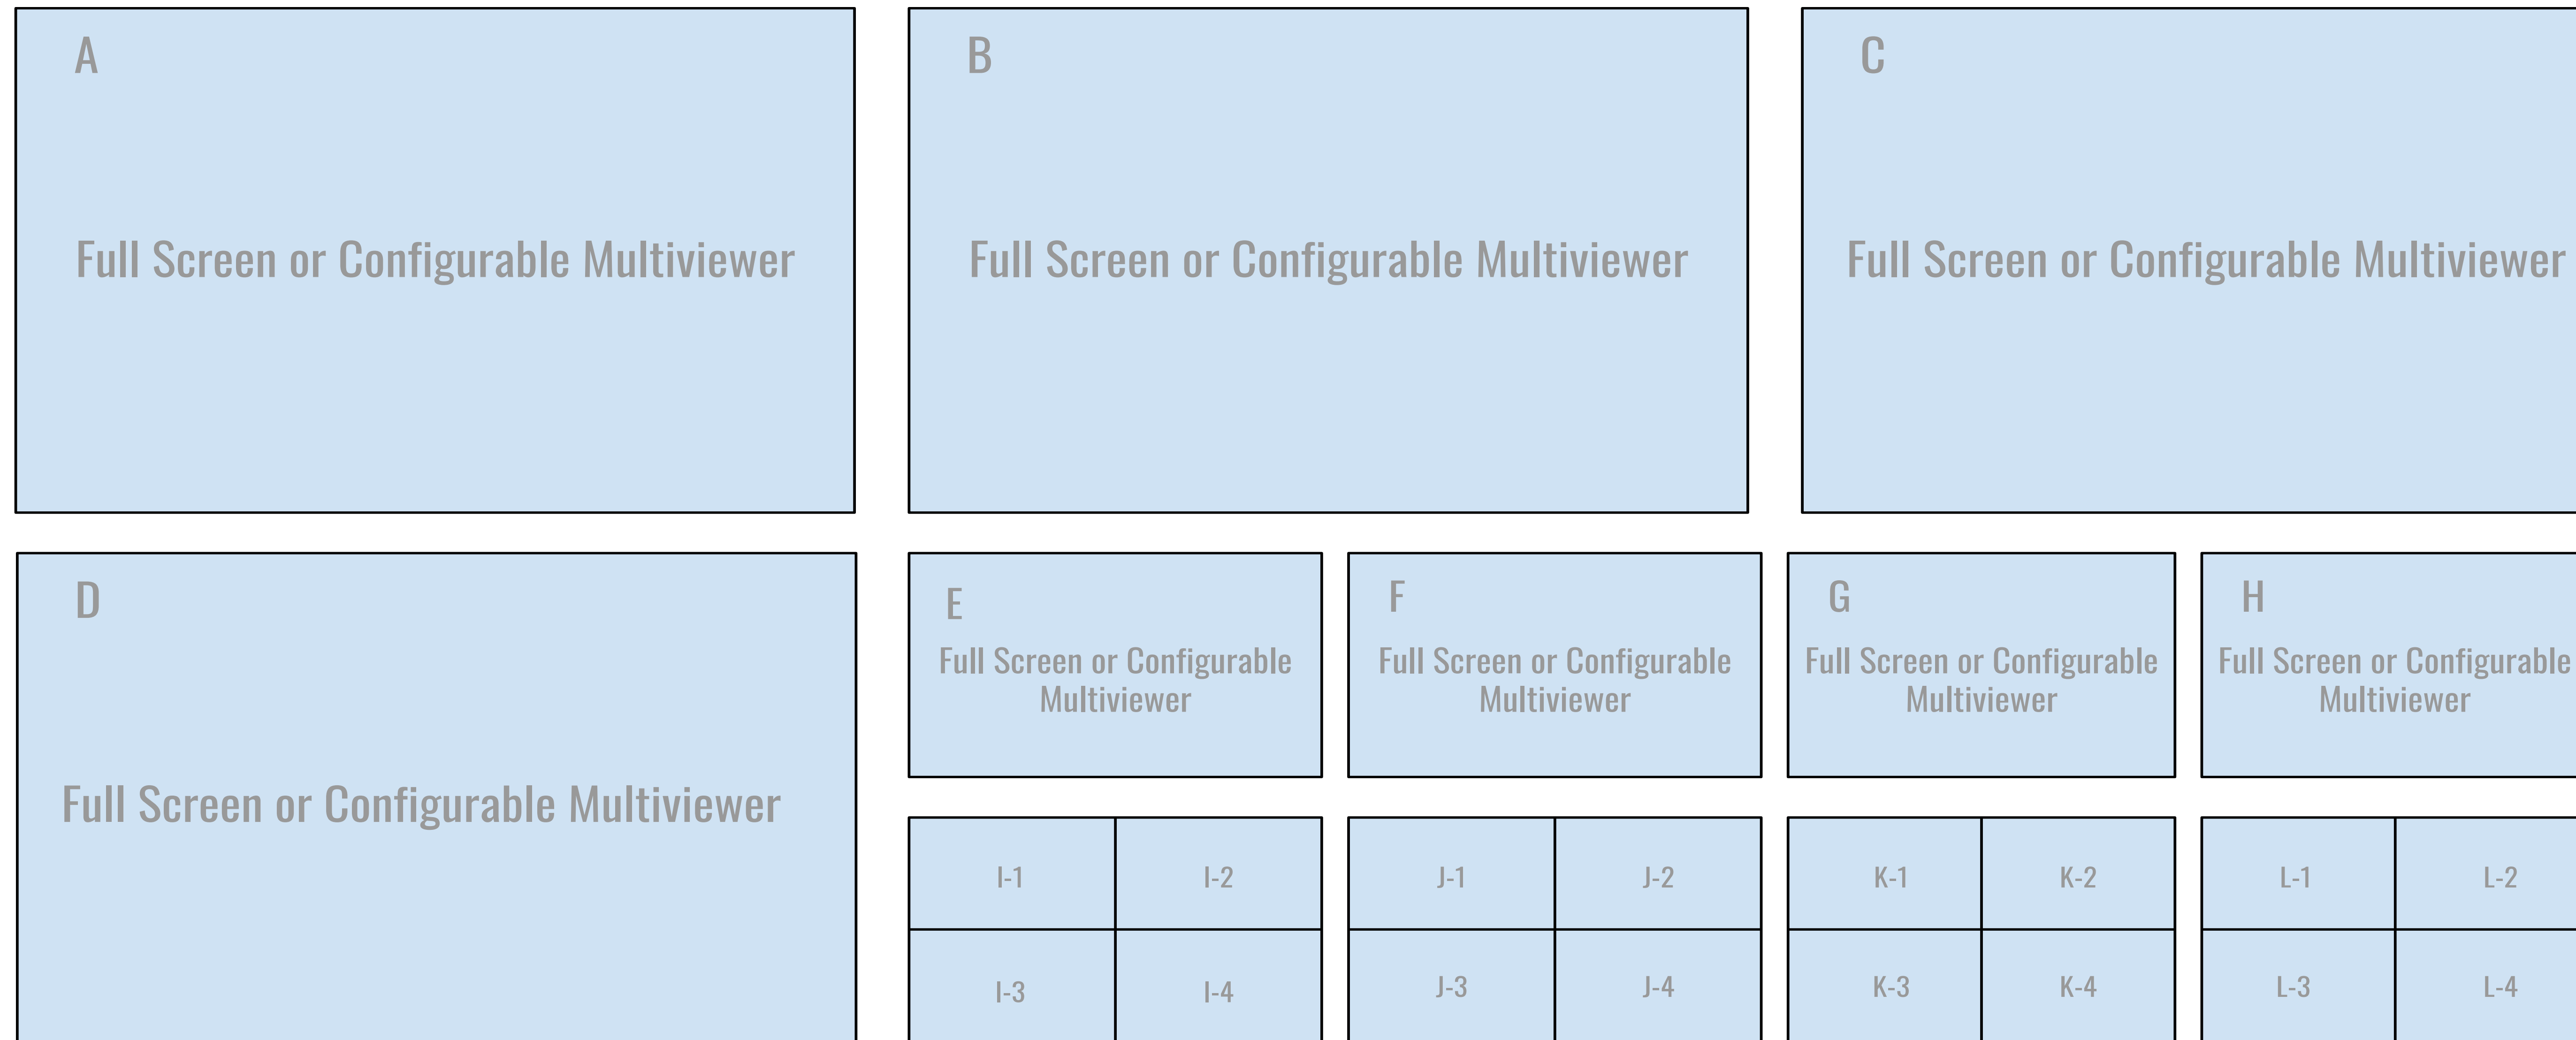 A
Full Screen or Configurable Multiviewer
B
Full Screen or Configurable Multiviewer
C
Full Screen or Configurable Multiviewer
D
Full Screen or Configurable Multiviewer
E
Full Screen or Configurable
Multiviewer
F
Full Screen or Configurable
Multiviewer
G
Full Screen or Configurable
Multiviewer
H
Full Screen or Configurable
Multiviewer
I-1
I-2
I-3
I-4
J-1
J-2
J-3
J-4
K-1
K-2
K-3
K-4
L-1
L-2
L-3
L-4